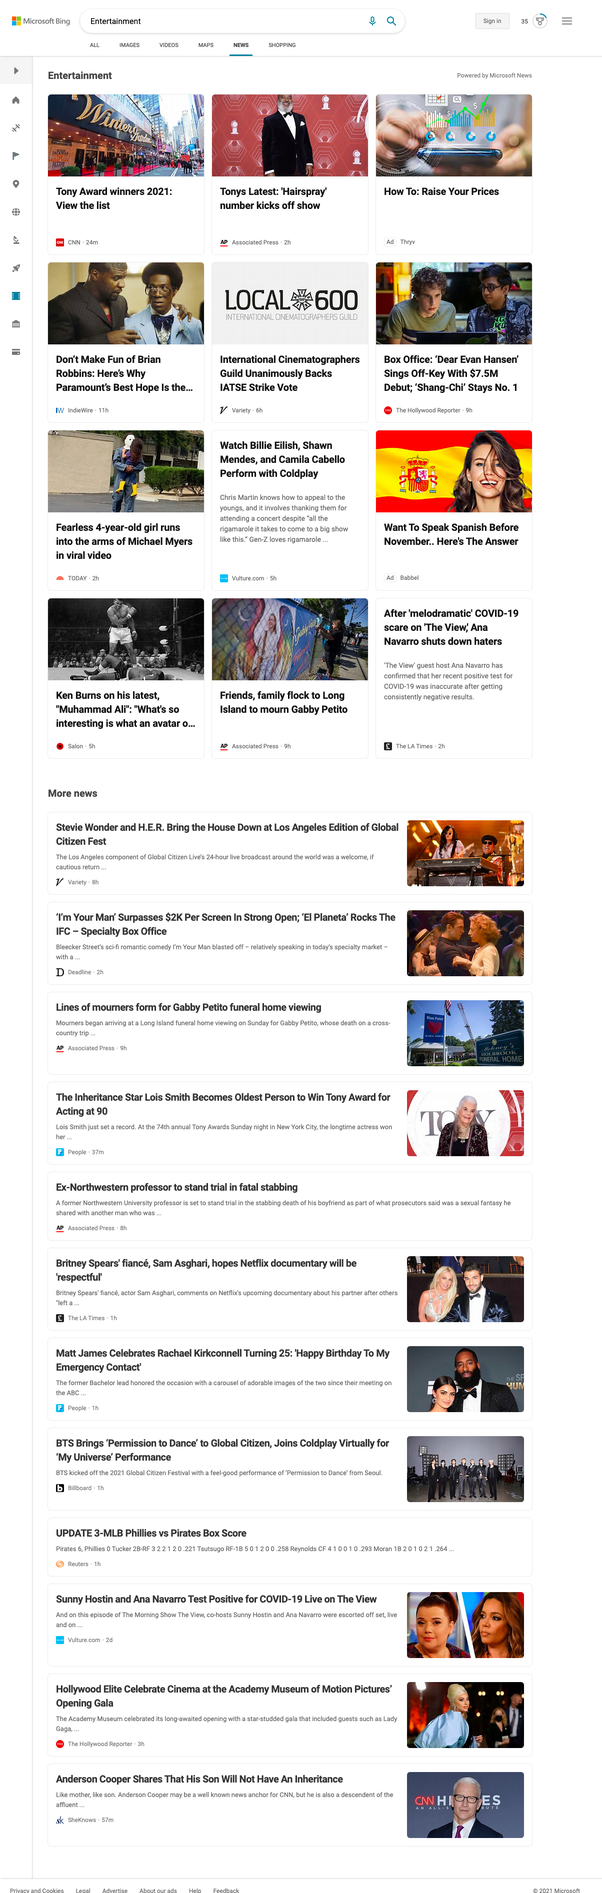 Microsoft Bing
Entertainment
Sign in
35
ALL
IMAGES
VIDEOS
MAPS
NEWS
SHOPPING
Entertainment
Powered by Microsoft News
Tony Award winners 2021:
View the list
CNN · 24m
Tonys Latest: 'Hairspray'
number kicks off show
AP Associated Press · 2h
How To: Raise Your Prices
Ad Thryv
LOCAL 600
INTERNATIONAL CINEMATOGRAPHERS GUILD
Don't Make Fun of Brian
Robbins: Here's Why
Paramount's Best Hope Is the...
IndieWire · 11h
International Cinematographers
Guild Unanimously Backs
IATSE Strike Vote
Variety · 6h
Box Office: 'Dear Evan Hansen'
Sings Off-Key With $7.5M
Debut; 'Shang-Chi' Stays No. 1
The Hollywood Reporter · 9h
Fearless 4-year-old girl runs
into the arms of Michael Myers
in viral video
TODAY · 2h
Watch Billie Eilish, Shawn
Mendes, and Camila Cabello
Perform with Coldplay
Chris Martin knows how to appeal to the
youngs, and it involves thanking them for
attending a concert despite "all the
rigamarole it takes to come to a big show
like this." Gen-Z loves rigamarole ...
Vulture.com · 5h
Want To Speak Spanish Before
November.. Here's The Answer
Ad Babbel
Ken Burns on his latest,
"Muhammad Ali": "What's so
interesting is what an avatar o...
Salon · 5h
Friends, family flock to Long
Island to mourn Gabby Petito
AP Associated Press · 9h
After 'melodramatic' COVID-19
scare on 'The View,' Ana
Navarro shuts down haters
'The View' guest host Ana Navarro has
confirmed that her recent positive test for
COVID-19 was inaccurate after getting
consistently negative results.
The LA Times · 2h
More news
Stevie Wonder and H.E.R. Bring the House Down at Los Angeles Edition of Global
Citizen Fest
The Los Angeles component of Global Citizen Live's 24-hour live broadcast around the world was a welcome, if
cautious return ...
Variety · 8h
'I'm Your Man' Surpasses $2K Per Screen In Strong Open; 'El Planeta' Rocks The
IFC – Specialty Box Office
Bleecker Street's sci-fi romantic comedy I'm Your Man blasted off – relatively speaking in today's specialty market –
with a ...
Deadline · 2h
Lines of mourners form for Gabby Petito funeral home viewing
Mourners began arriving at a Long Island funeral home viewing on Sunday for Gabby Petito, whose death on a cross-
country trip ...
AP Associated Press · 9h
FUNERAL HOME
The Inheritance Star Lois Smith Becomes Oldest Person to Win Tony Award for
Acting at 90
Lois Smith just set a record. At the 74th annual Tony Awards Sunday night in New York City, the longtime actress won
her ...
People · 37m
Ex-Northwestern professor to stand trial in fatal stabbing
A former Northwestern University professor is set to stand trial in the stabbing death of his boyfriend as part of what prosecutors said was a sexual fantasy he
shared with another man who was ...
AP Associated Press · 8h
Britney Spears' fiancé, Sam Asghari, hopes Netflix documentary will be
'respectful'
Britney Spears' fiancé, actor Sam Asghari, comments on Netflix's upcoming documentary about his partner after others
"left a ...
The LA Times · 1h
Matt James Celebrates Rachael Kirkconnell Turning 25: 'Happy Birthday To My
Emergency Contact'
The former Bachelor lead honored the occasion with a carousel of adorable images of the two since their meeting on
the ABC ...
People · 1h
BTS Brings 'Permission to Dance' to Global Citizen, Joins Coldplay Virtually for
'My Universe' Performance
BTS kicked off the 2021 Global Citizen Festival with a feel-good performance of 'Permission to Dance' from Seoul.
Billboard · 1h
UPDATE 3-MLB Phillies vs Pirates Box Score
Pirates 6, Phillies 0 Tucker 2B-RF 3 2 2 1 2 0 .221 Tsutsugo RF-1B 5 0 1 2 0 0 .258 Reynolds CF 4 1 0 0 1 0 .293 Moran 1B 2 0 1 0 2 1 .264 ...
Reuters · 1h
Sunny Hostin and Ana Navarro Test Positive for COVID-19 Live on The View
And on this episode of The Morning Show The View, co-hosts Sunny Hostin and Ana Navarro were escorted off set, live
and on ...
Vulture.com · 2d
Hollywood Elite Celebrate Cinema at the Academy Museum of Motion Pictures'
Opening Gala
The Academy Museum celebrated its long-awaited opening with a star-studded gala that included guests such as Lady
Gaga, ...
The Hollywood Reporter · 3h
Anderson Cooper Shares That His Son Will Not Have An Inheritance
Like mother, like son. Anderson Cooper may be a well known news anchor for CNN, but he is also a descendent of the
affluent ...
SheKnows · 57m
Privacy and Cookies
Legal
Advertise
About our ads
Help
Feedback
© 2021 Microsoft